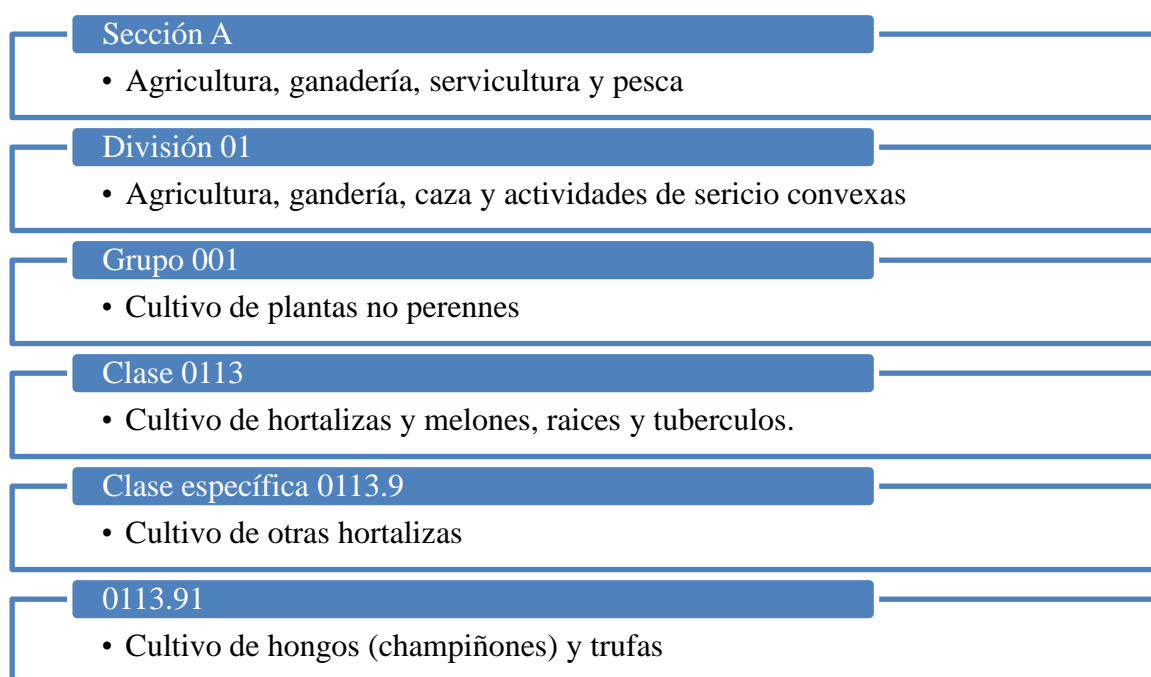 Sección A
• Agricultura, ganadería, servicultura y pesca
División 01
• Agricultura, gandería, caza y actividades de sericio convexas
Grupo 001
• Cultivo de plantas no perennes
Clase 0113
• Cultivo de hortalizas y melones, raices y tuberculos.
Clase específica 0113.9
• Cultivo de otras hortalizas
0113.91
• Cultivo de hongos (champiñones) y trufas